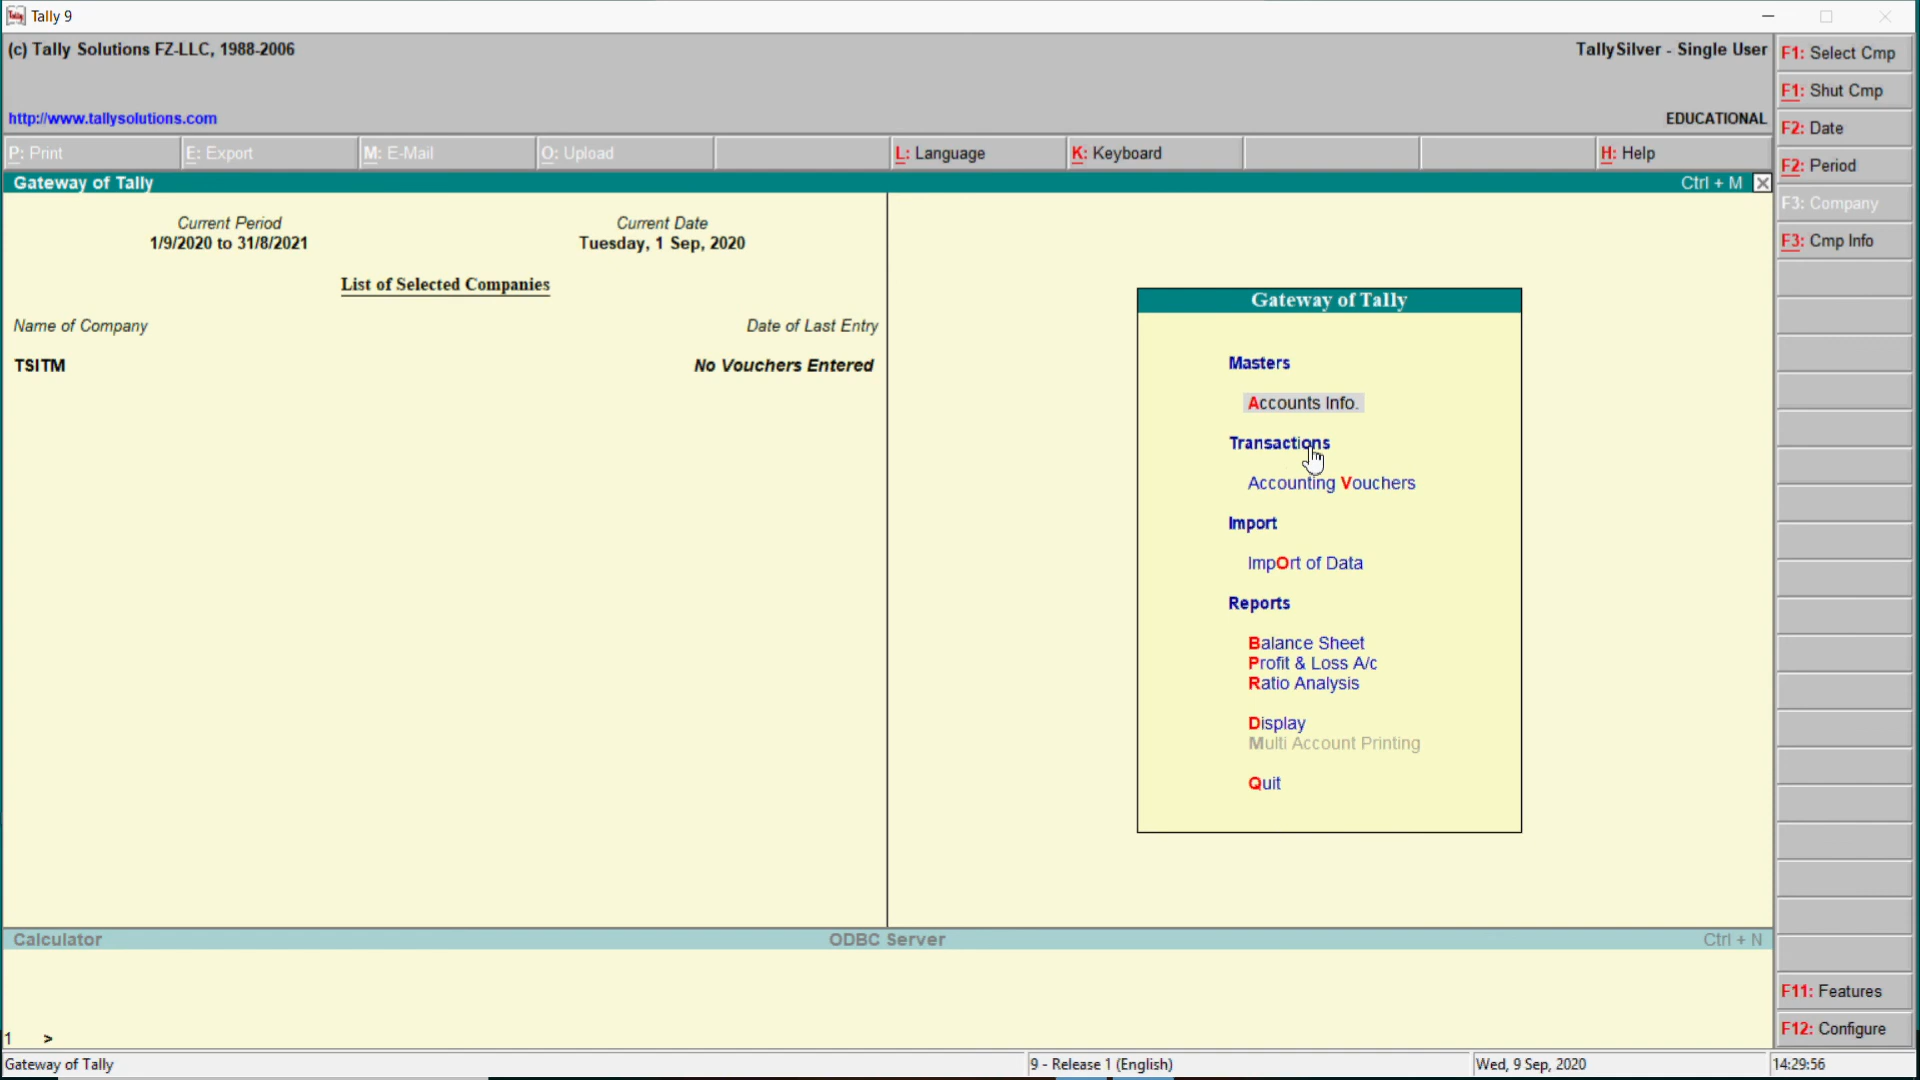 Tally 9
(c) Tally Solutions FZ-LLC, 1988-2006
TallySilver - Single User
http://www.tallysolutions.com
EDUCATIONAL
P: Print
E: Export
M: E-Mail
O: Upload
L: Language
K: Keyboard
H: Help
Gateway of Tally
Ctrl + M
Current Period
1/9/2020 to 31/8/2021
Current Date
Tuesday, 1 Sep, 2020
List of Selected Companies
Name of Company
Date of Last Entry
TSITM
No Vouchers Entered
Gateway of Tally
Masters
Accounts Info.
Transactions
Accounting Vouchers
Import
ImpOrt of Data
Reports
Balance Sheet
Profit & Loss A/c
Ratio Analysis
Display
Multi Account Printing
Quit
F1: Select Cmp
F1: Shut Cmp
F2: Date
F2: Period
F3: Company
F3: Cmp Info
F11: Features
F12: Configure
Calculator
ODBC Server
Ctrl + N
1 >
Gateway of Tally
9 - Release 1 (English)
Wed, 9 Sep, 2020
14:29:56